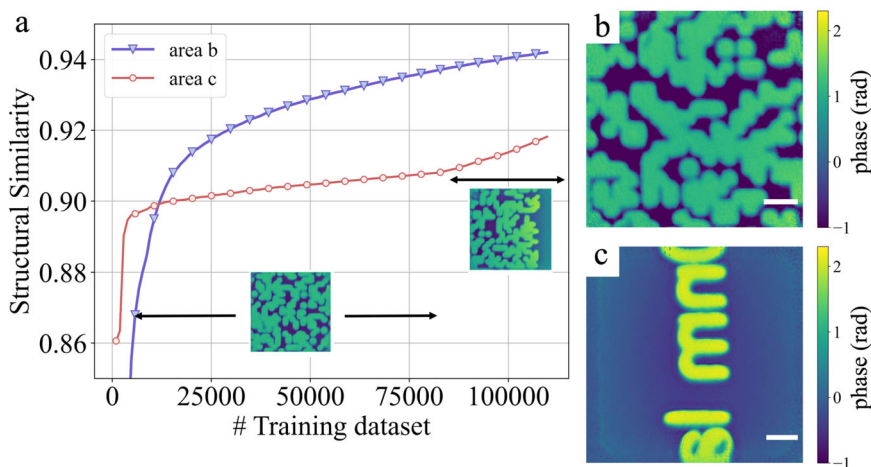 a
area b
area c
Structural Similarity
0.94
0.92
0.90
0.88
0.86
0
25000
50000
75000
100000
# Training dataset
b
2
1
0
−1
phase (rad)
c
2
1
0
−1
phase (rad)